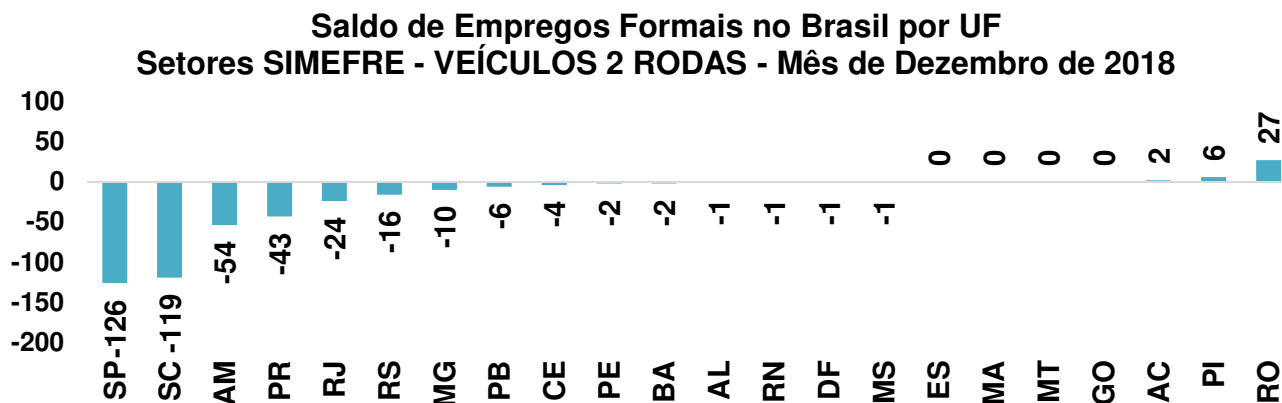 Saldo de Empregos Formais no Brasil por UF
Setores SIMEFRE - VEÍCULOS 2 RODAS - Mês de Dezembro de 2018
100
50
0
-50
-100
-150
-200
-126
-119
-54
-43
-24
-16
-10
-6
-4
-2
-2
-1
-1
-1
-1
0
0
0
0
2
6
27
SP
SC
AM
PR
RJ
RS
MG
PB
CE
PE
BA
AL
RN
DF
MS
ES
MA
MT
GO
AC
PI
RO